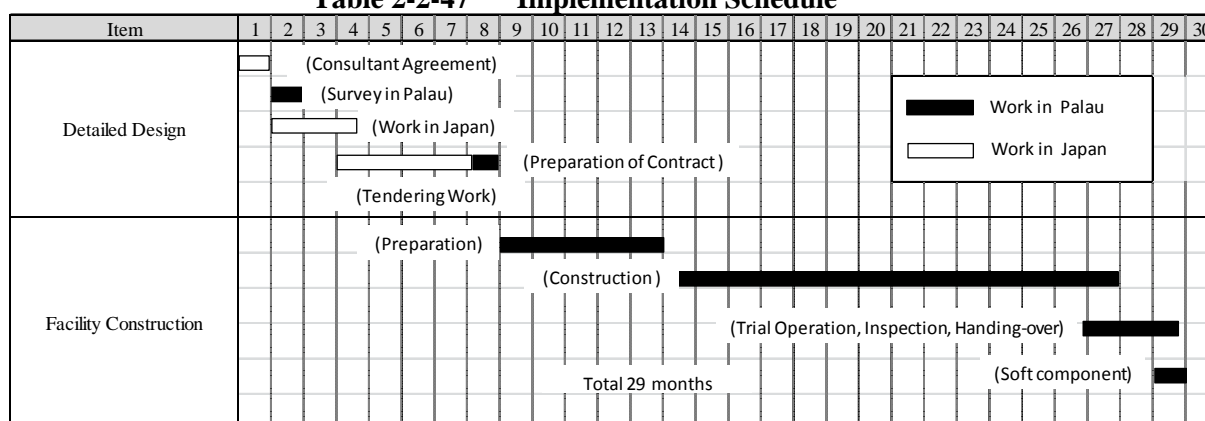 Table 2-2-47 Implementation Schedule
Item 1 2 3 4 5 6 7 8 9 10 11 12 13 14 15 16 17 18 19 20 21 22 23 24 25 26 27 28 29 30
(Consultant Agreement)
(Survey in Palau)
Detailed Design
(Work in Japan)
(Preparation of Contract)
(Tendering Work)
Work in Palau
Work in Japan
(Preparation)
(Construction)
Facility Construction
(Trial Operation, Inspection, Handing-over)
(Soft component)
Total 29 months